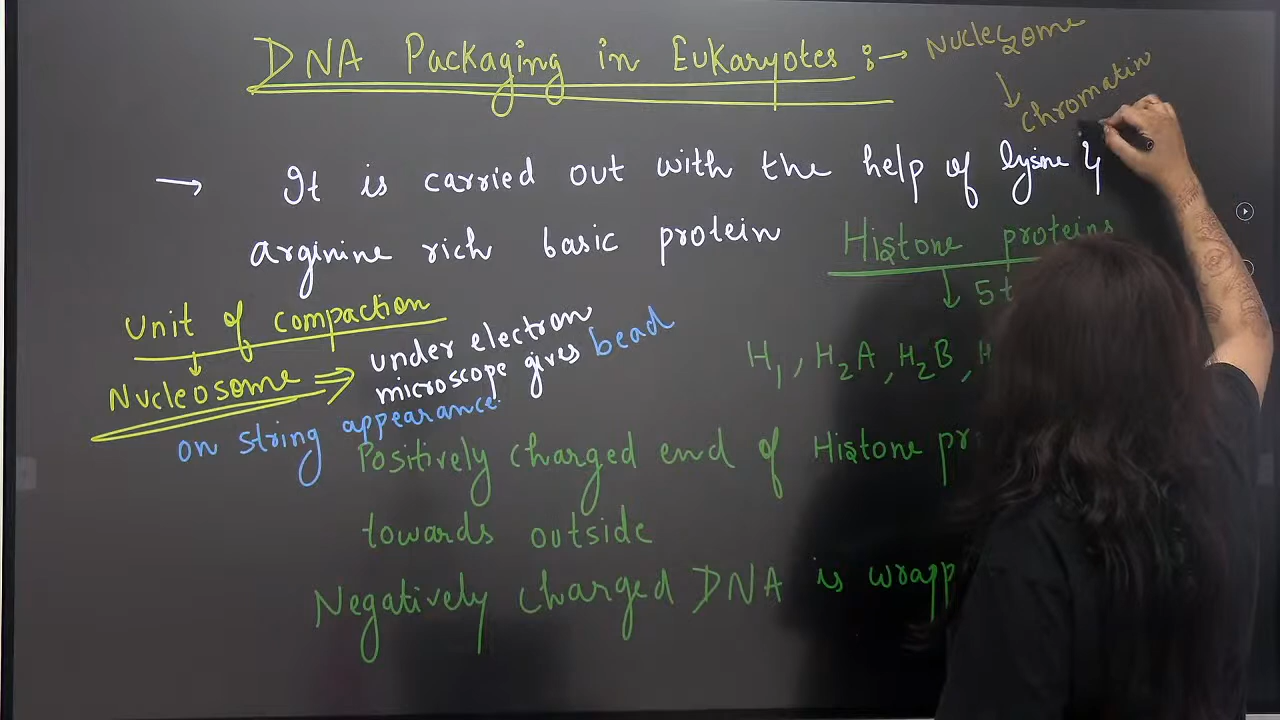 DNA Packaging in Eukaryotes :→ Nucleosome
↓
chromatin
→ It is carried out with the help of lysine &
arginine rich basic protein Histone proteins
↓ 5
Unit of compaction
↓
Nucleosome ⇒ under electron
microscope gives bead
on string appearance.
H1, H2A, H2B,
Positively charged end of Histone
towards outside
Negatively charged DNA is